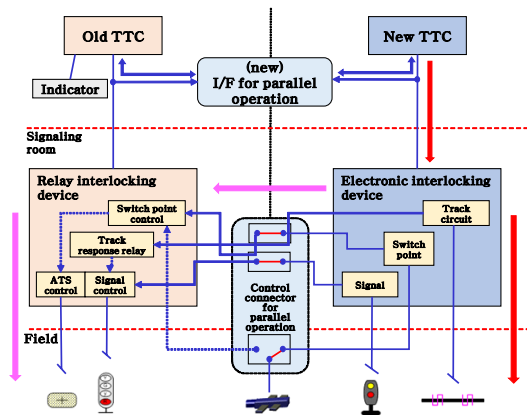 Old TTC
New TTC
(new)
I/F for parallel
operation
Indicator
Signaling
room
Relay interlocking
device
Electronic interlocking
device
Switch point
control
Track
circuit
Track
response relay
Switch
point
ATS
control
Signal
control
Signal
Control
connector
for
parallel
operation
Field